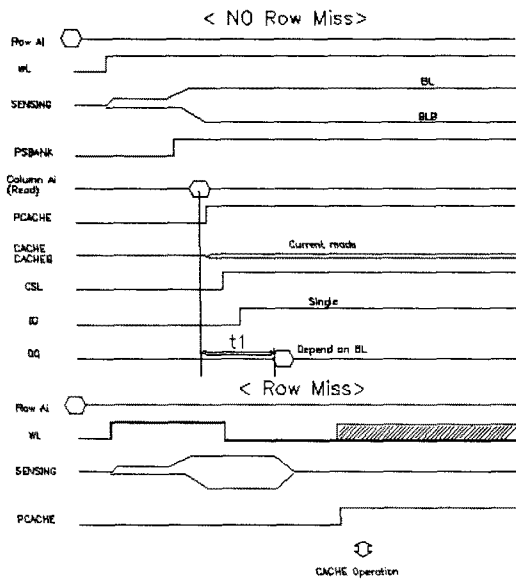 < NO Row Miss >
Row Ai
WL
SENSING
BL
BLB
PSBANK
Column Ai
(Read)
PCACHE
CACHE
CACHEB
Current mode
CSL
IO
Single
DQ
t1
Depend on BL
< Row Miss >
Row Ai
WL
SENSING
PCACHE
CACHE Operation